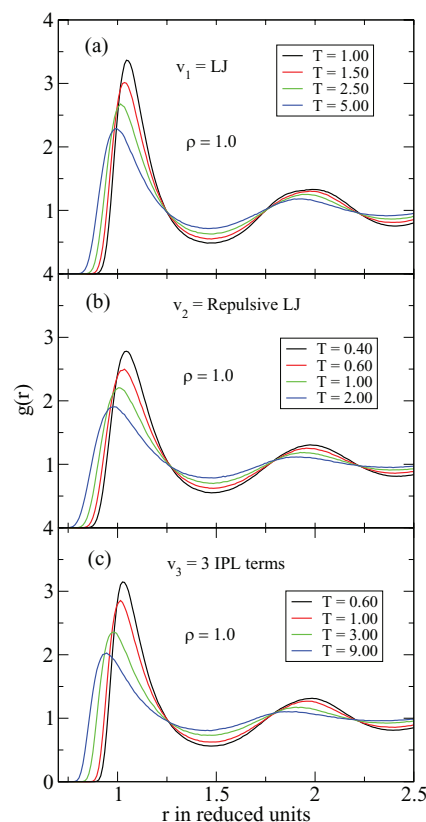 4
(a)
v₁ = LJ
T = 1.00
T = 1.50
T = 2.50
T = 5.00
3
ρ = 1.0
2
1
4
(b)
v₂ = Repulsive LJ
T = 0.40
T = 0.60
T = 1.00
T = 2.00
3
ρ = 1.0
g(r)
2
1
4
(c)
v₃ = 3 IPL terms
T = 0.60
T = 1.00
T = 3.00
T = 9.00
3
ρ = 1.0
2
1
0
1 1.5 2 2.5
r in reduced units